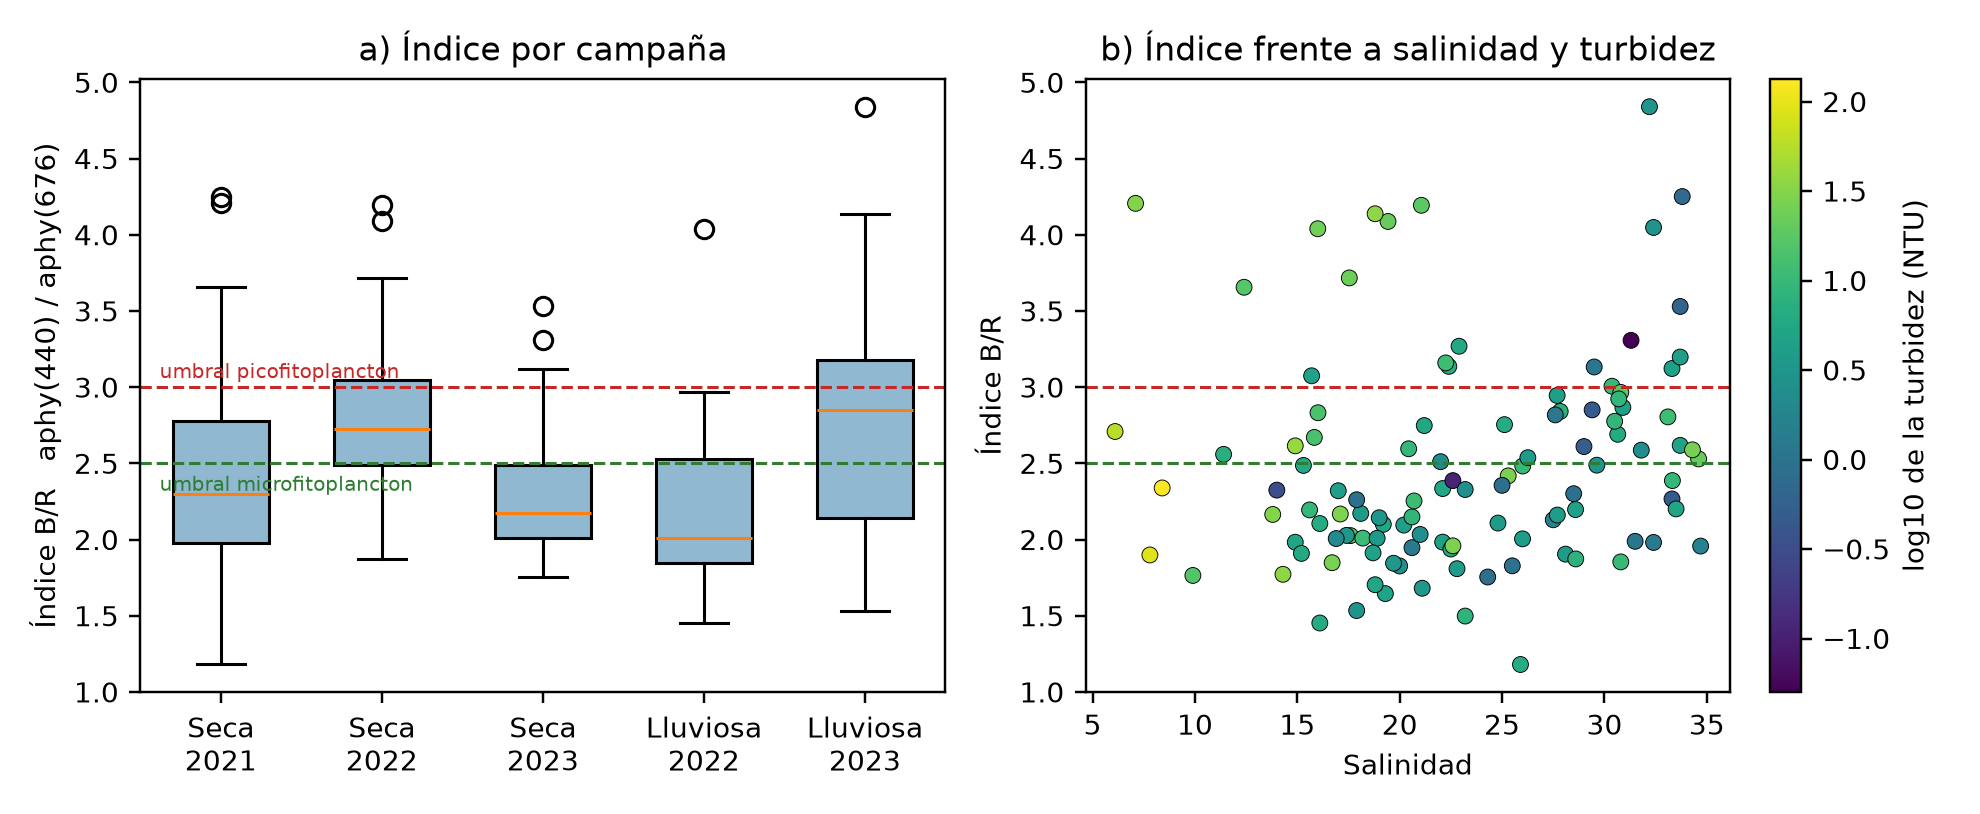 a) Índice por campaña
Índice B/R   aphy(440) / aphy(676)
5.0
4.5
4.0
3.5
3.0
2.5
2.0
1.5
1.0
umbral picofitoplancton
umbral microfitoplancton
Seca
2021
Seca
2022
Seca
2023
Lluviosa
2022
Lluviosa
2023
b) Índice frente a salinidad y turbidez
Índice B/R
5.0
4.5
4.0
3.5
3.0
2.5
2.0
1.5
1.0
5 10 15 20 25 30 35
Salinidad
2.0
1.5
1.0
0.5
0.0
−0.5
−1.0
log10 de la turbidez (NTU)